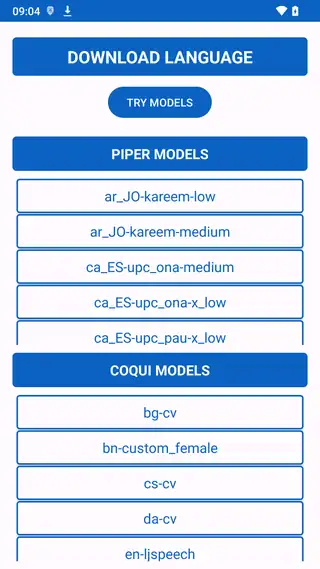 09:04
DOWNLOAD LANGUAGE
TRY MODELS
PIPER MODELS
ar_JO-kareem-low
ar_JO-kareem-medium
ca_ES-upc_ona-medium
ca_ES-upc_ona-x_low
ca_ES-upc_pau-x_low
COQUI MODELS
bg-cv
bn-custom_female
cs-cv
da-cv
en-ljspeech